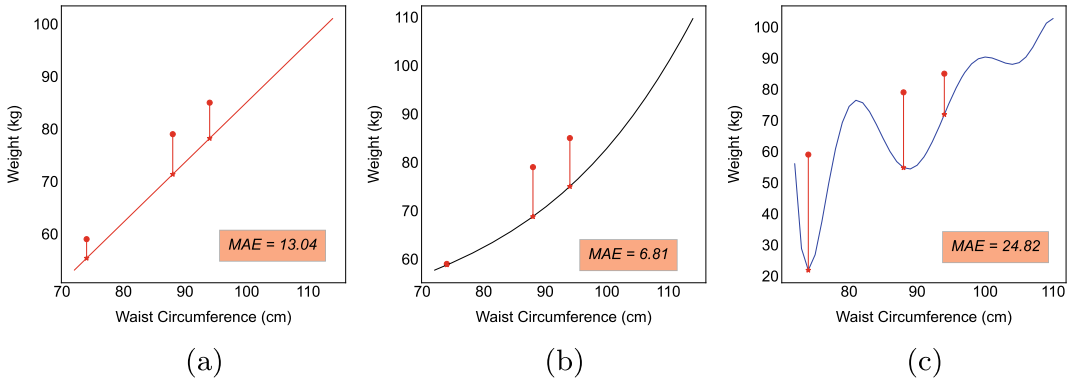 100
90
80
70
60
70 80 90 100 110
Weight (kg)
Waist Circumference (cm)
MAE = 13.04
(a)
110
100
90
80
70
60
70 80 90 100 110
Weight (kg)
Waist Circumference (cm)
MAE = 6.81
(b)
100
90
80
70
60
50
40
30
20
80 90 100 110
Weight (kg)
Waist Circumference (cm)
MAE = 24.82
(c)